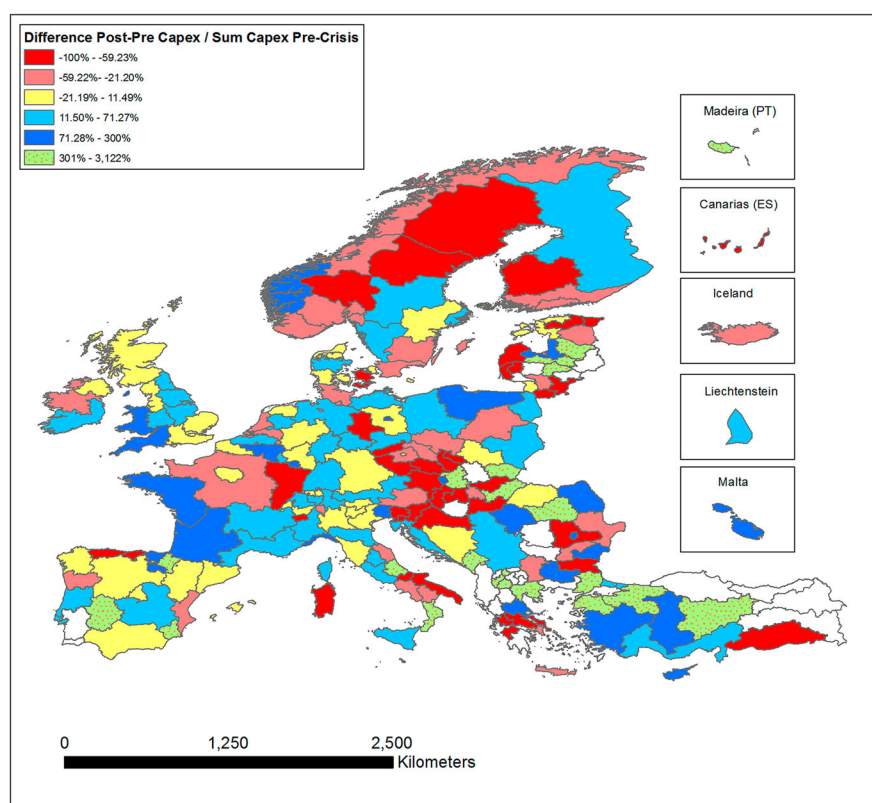 Difference Post-Pre Capex / Sum Capex Pre-Crisis
-100% - -59.23%
-59.22%- -21.20%
-21.19% - 11.49%
11.50% - 71.27%
71.28% - 300%
301% - 3,122%
Madeira (PT)
Canarias (ES)
Iceland
Liechtenstein
Malta
0 1,250 2,500
Kilometers